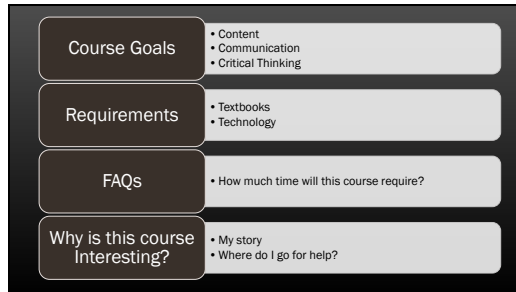 Course Goals
• Content
• Communication
• Critical Thinking
Requirements
• Textbooks
• Technology
FAQs
• How much time will this course require?
Why is this course
Interesting?
• My story
• Where do I go for help?